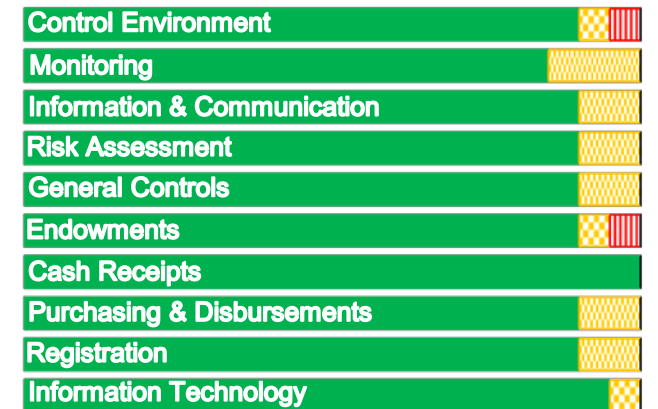 Control Environment
Monitoring
Information & Communication
Risk Assessment
General Controls
Endowments
Cash Receipts
Purchasing & Disbursements
Registration
Information Technology